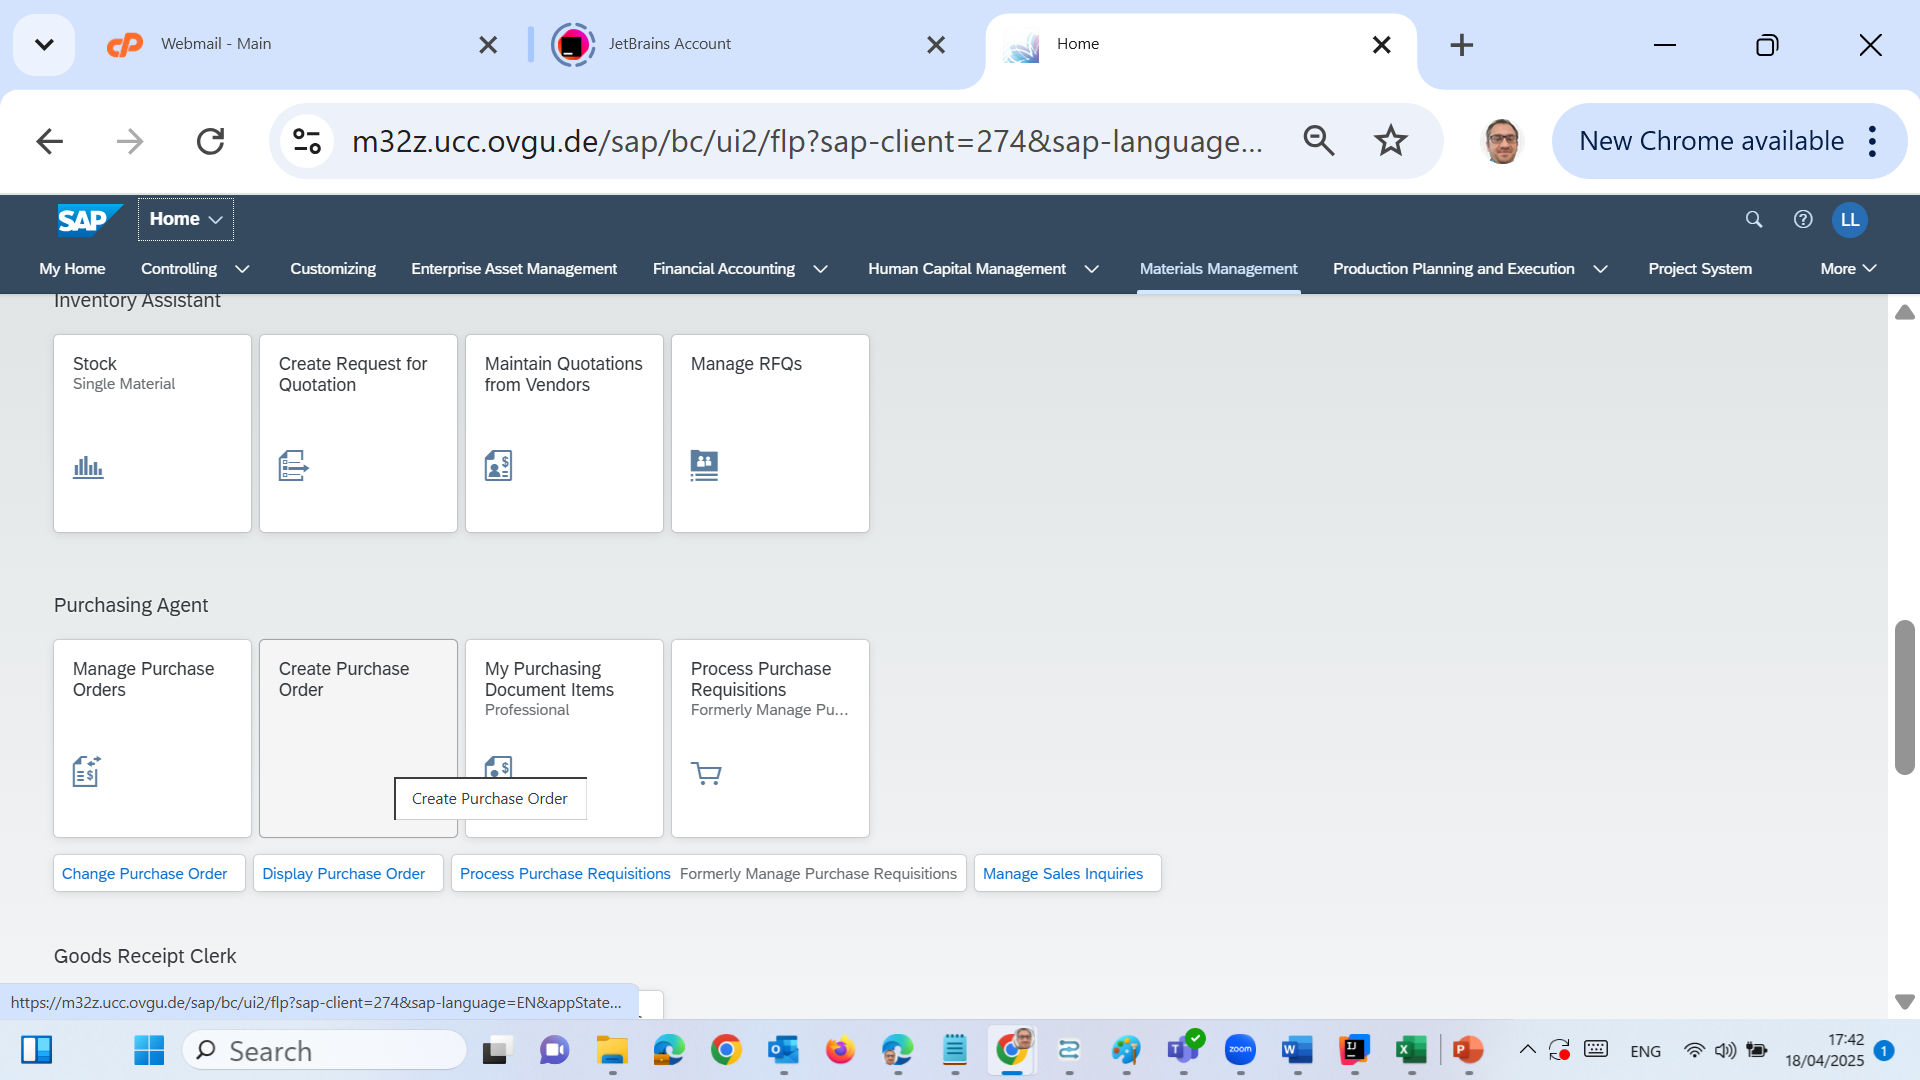 Webmail - Main
JetBrains Account
Home
m32z.ucc.ovgu.de/sap/bc/ui2/flp?sap-client=274&sap-language...
New Chrome available
SAP
Home
LL
My Home
Controlling
Customizing
Enterprise Asset Management
Financial Accounting
Human Capital Management
Materials Management
Production Planning and Execution
Project System
More
Inventory Assistant
Stock
Single Material
Create Request for
Quotation
Maintain Quotations
from Vendors
Manage RFQs
Purchasing Agent
Manage Purchase
Orders
Create Purchase
Order
My Purchasing
Document Items
Professional
Process Purchase
Requisitions
Formerly Manage Pu...
Create Purchase Order
Change Purchase Order
Display Purchase Order
Process Purchase Requisitions Formerly Manage Purchase Requisitions
Manage Sales Inquiries
Goods Receipt Clerk
https://m32z.ucc.ovgu.de/sap/bc/ui2/flp?sap-client=274&sap-language=EN&appState...
Search
zoom
ENG
17:42
18/04/2025
1